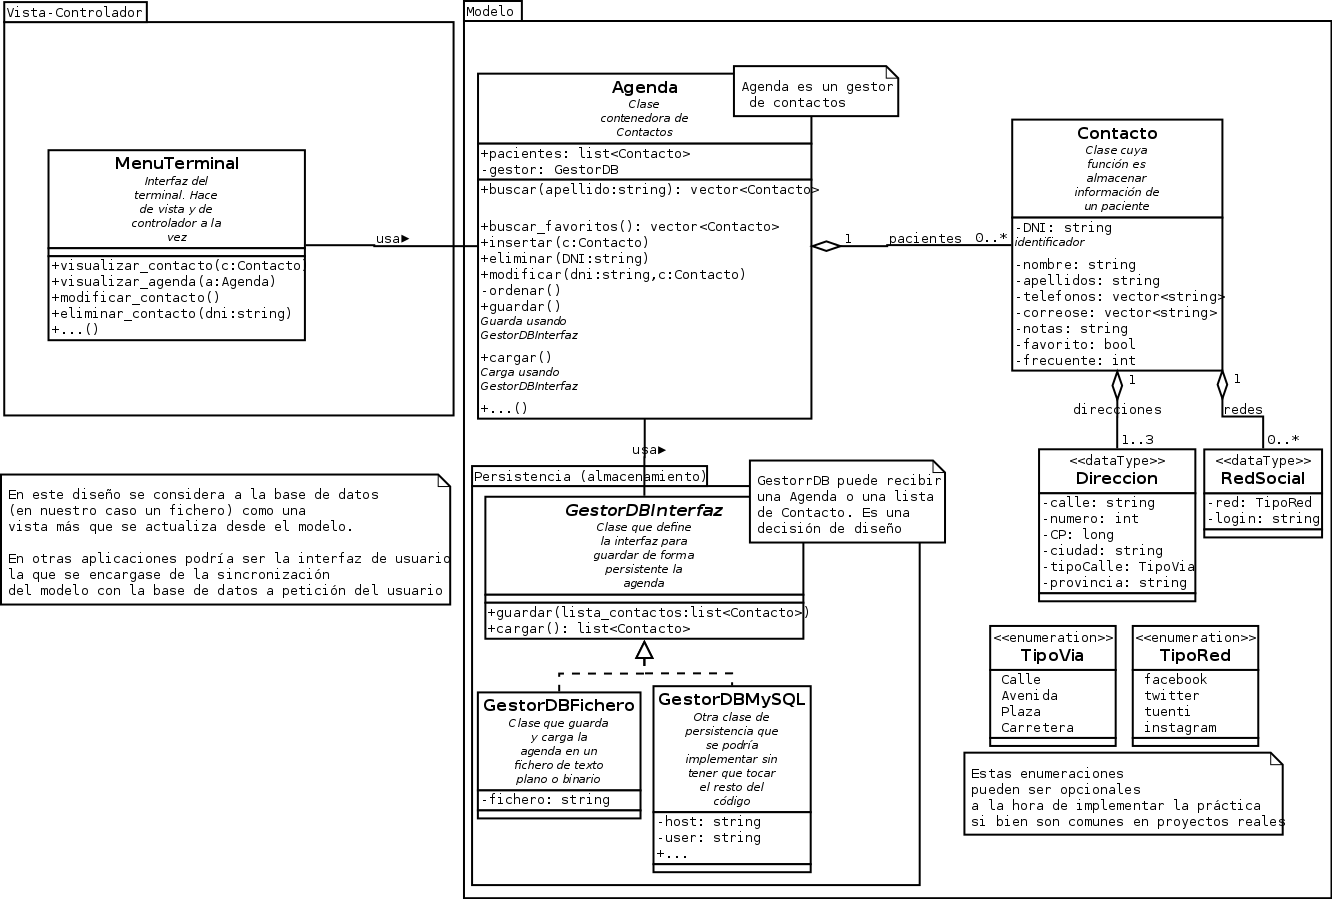 Vista-Controlador
MenuTerminal
Interfaz del
terminal. Hace
de vista y de
controlador a la
vez
+visualizar_contacto(c:Contacto)
+visualizar_agenda(a:Agenda)
+modificar_contacto()
+eliminar_contacto(dni:string)
+...()
usa►
En este diseño se considera a la base de datos
(en nuestro caso un fichero) como una
vista más que se actualiza desde el modelo.
En otras aplicaciones podría ser la interfaz de usuario
la que se encargase de la sincronización
del modelo con la base de datos a petición del usuario
Modelo
Agenda
Clase
contenedora de
Contactos
+pacientes: list<Contacto>
-gestor: GestorDB
+buscar(apellido:string): vector<Contacto>
+buscar_favoritos(): vector<Contacto>
+insertar(c:Contacto)
+eliminar(DNI:string)
+modificar(dni:string,c:Contacto)
-ordenar()
+guardar()
Guarda usando
GestorDBInterfaz
+cargar()
Carga usando
GestorDBInterfaz
+...()
Agenda es un gestor
de contactos
1 pacientes 0..*
Contacto
Clase cuya
función es
almacenar
información de
un paciente
-DNI: string
identificador
-nombre: string
-apellidos: string
-telefonos: vector<string>
-correose: vector<string>
-notas: string
-favorito: bool
-frecuente: int
1
direcciones
1..3
1
redes
0..*
<<dataType>>
Direccion
-calle: string
-numero: int
-CP: long
-ciudad: string
-tipoCalle: TipoVia
-provincia: string
<<dataType>>
RedSocial
-red: TipoRed
-login: string
usa►
Persistencia (almacenamiento)
GestorDBInterfaz
Clase que define
la interfaz para
guardar de forma
persistente la
agenda
+guardar(lista_contactos:list<Contacto>)
+cargar(): list<Contacto>
GestorrDB puede recibir
una Agenda o una lista
de Contacto. Es una
decisión de diseño
GestorDBFichero
Clase que guarda
y carga la
agenda en un
fichero de texto
plano o binario
-fichero: string
GestorDBMySQL
Otra clase de
persistencia que
se podría
implementar sin
tener que tocar
el resto del
código
-host: string
-user: string
+...
<<enumeration>>
TipoVia
Calle
Avenida
Plaza
Carretera
<<enumeration>>
TipoRed
facebook
twitter
tuenti
instagram
Estas enumeraciones
pueden ser opcionales
a la hora de implementar la práctica
si bien son comunes en proyectos reales